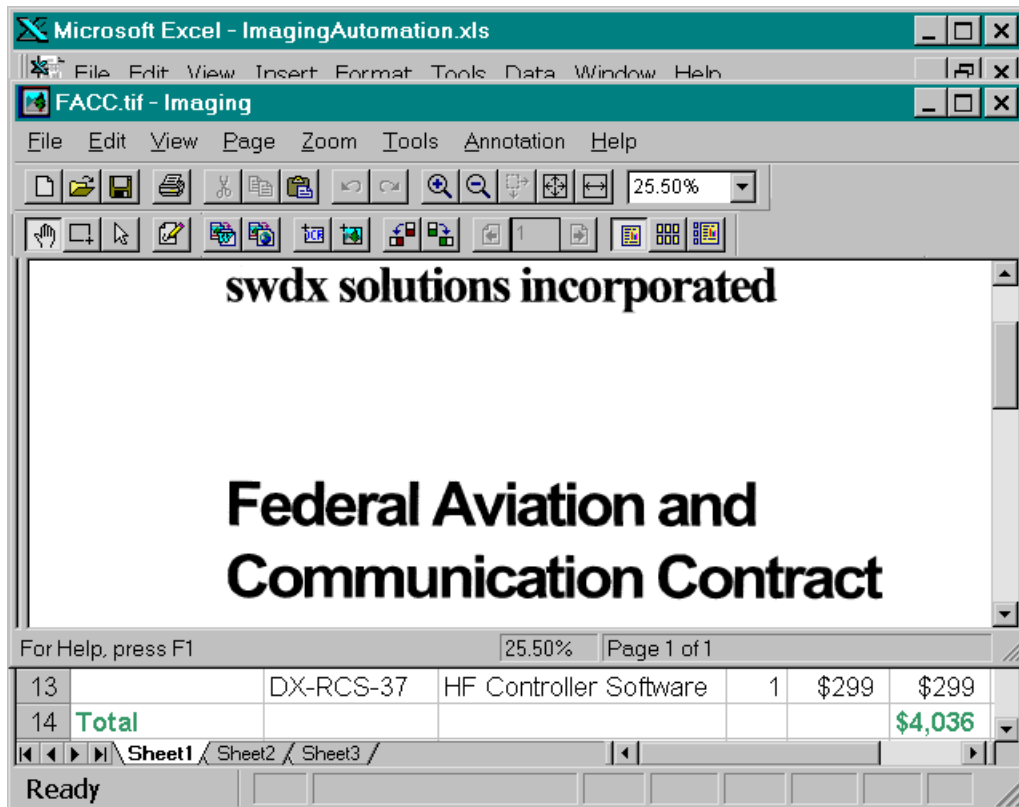 Microsoft Excel - ImagingAutomation.xls
File Edit View Insert Format Tools Data Window Help
FACC.tif - Imaging
File Edit View Page Zoom Tools Annotation Help
25.50%
OCR 1
swdx solutions incorporated
Federal Aviation and
Communication Contract
For Help, press F1 25.50% Page 1 of 1
13 DX-RCS-37 HF Controller Software 1 $299 $299
14 Total $4,036
Sheet1 Sheet2 Sheet3
Ready